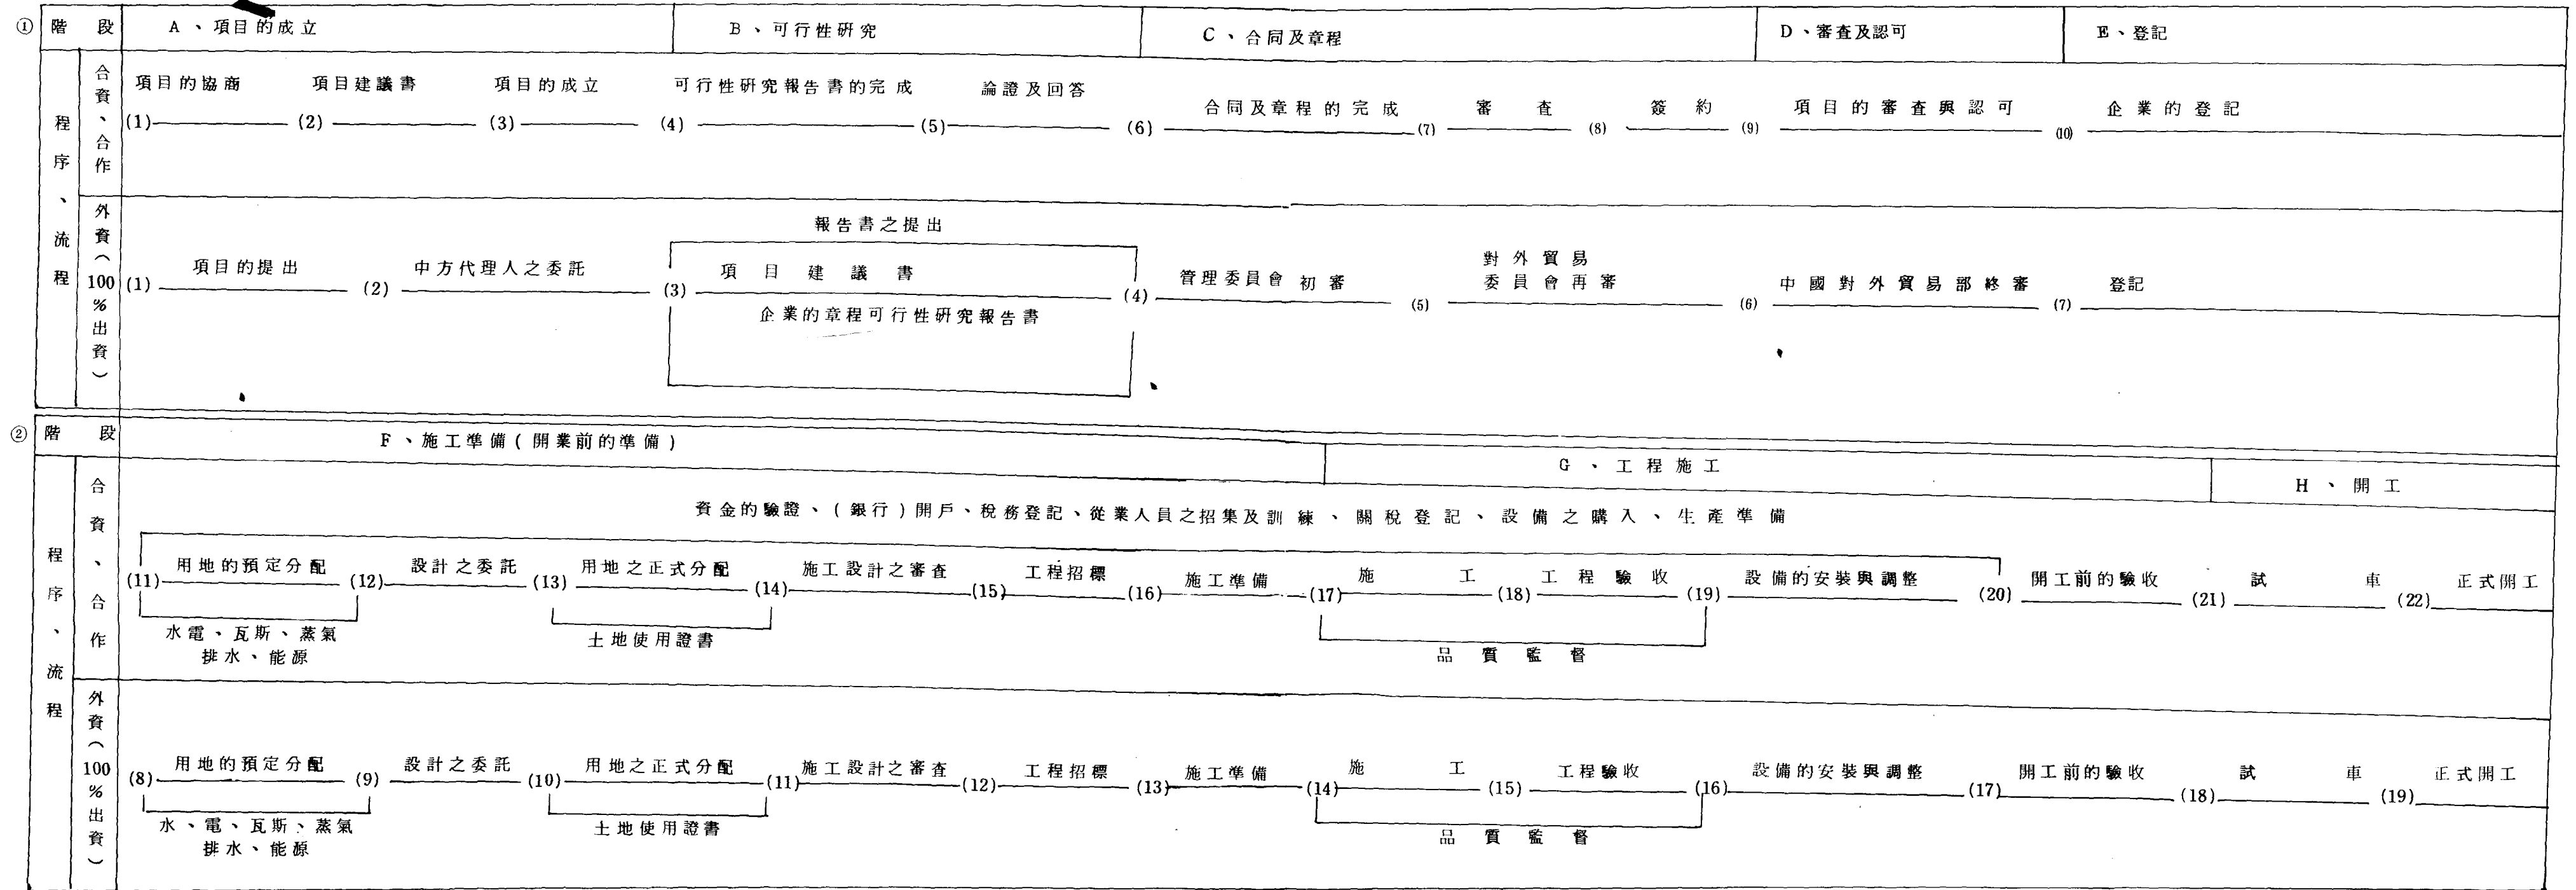 ①
階 段
A、項目的成立
B、可行性研究
C、合同及章程
D、審查及認可
E、登記
程序、流程
合資、合作
項目的協商 項目建議書 項目的成立 可行性研究報告書的完成 論證及回答 合同及章程的完成 審查 簽約 項目的審查與認可 企業的登記
(1) (2) (3) (4) (5) (6) (7) (8) (9) (10)
外資(100%出資)
報告書之提出
項目的提出 中方代理人之委託 項目建議書 管理委員會初審 對外貿易委員會再審 中國對外貿易部終審 登記
(1) (2) (3) (4) (5) (6) (7)
企業的章程可行性研究報告書
②
階 段
F、施工準備(開業前的準備)
G、工程施工
H、開工
程序、流程
合資、合作
資金的驗證、(銀行)開戶、稅務登記、從業人員之招集及訓練、關稅登記、設備之購入、生產準備
用地的預定分配 設計之委託 用地之正式分配 施工設計之審查 工程招標 施工準備 施工 工程驗收 設備的安裝與調整 開工前的驗收 試車 正式開工
(11) (12) (13) (14) (15) (16) (17) (18) (19) (20) (21) (22)
水電、瓦斯、蒸氣
排水、能源
土地使用證書
品質監督
外資(100%出資)
用地的預定分配 設計之委託 用地之正式分配 施工設計之審查 工程招標 施工準備 施工 工程驗收 設備的安裝與調整 開工前的驗收 試車 正式開工
(8) (9) (10) (11) (12) (13) (14) (15) (16) (17) (18) (19)
水、電、瓦斯、蒸氣
排水、能源
土地使用證書
品質監督